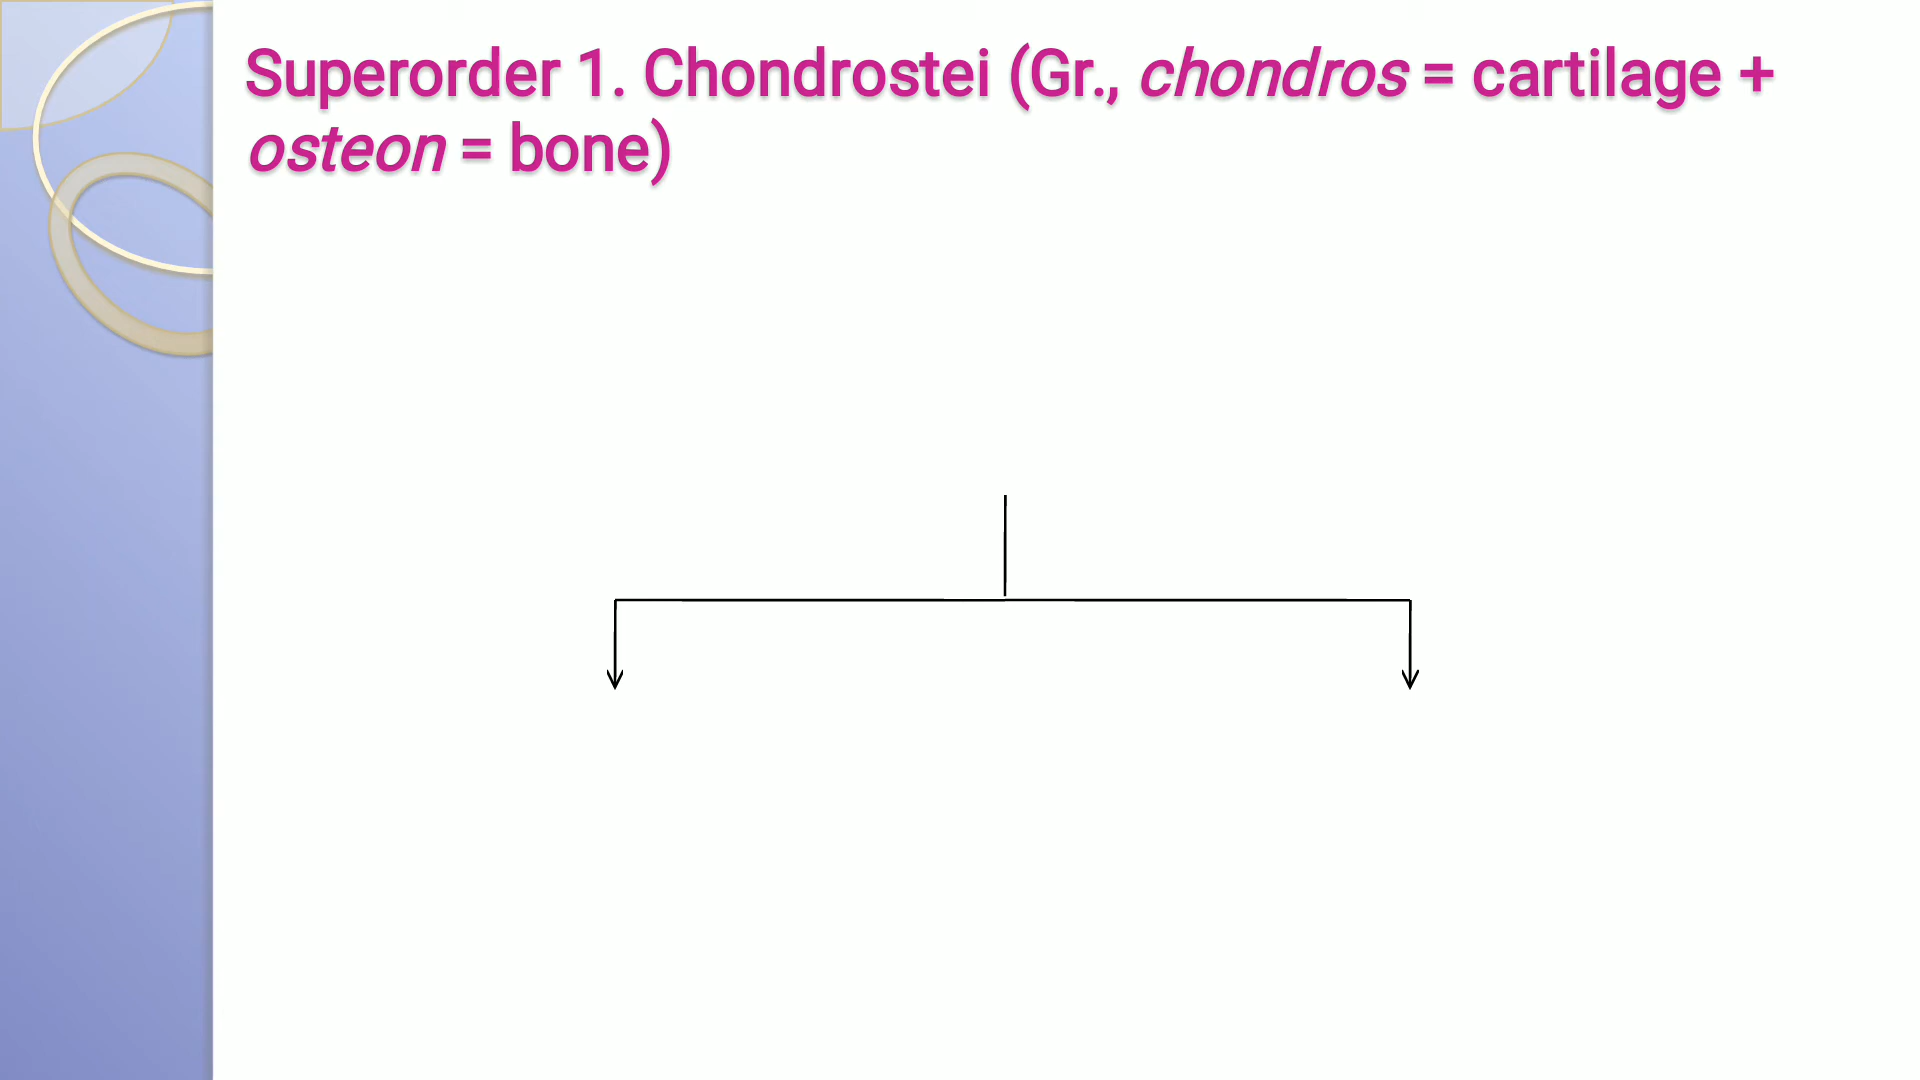 Superorder 1. Chondrostei (Gr., chondros = cartilage +
osteon = bone)